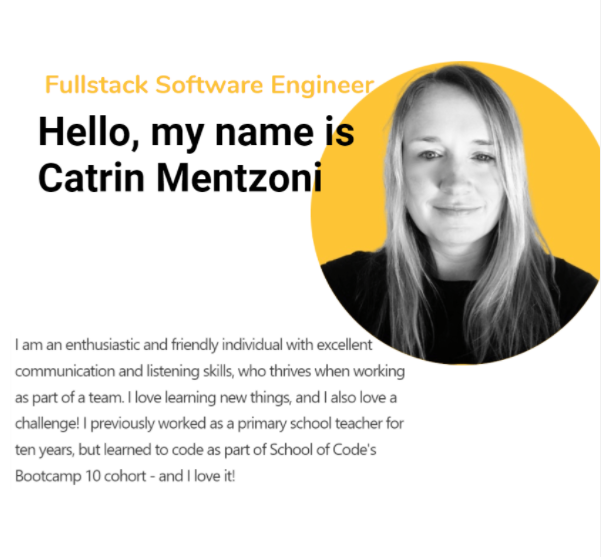 Fullstack Software Engineer
Hello, my name is
Catrin Mentzoni
I am an enthusiastic and friendly individual with excellent
communication and listening skills, who thrives when working
as part of a team. I love learning new things, and I also love a
challenge! I previously worked as a primary school teacher for
ten years, but learned to code as part of School of Code's
Bootcamp 10 cohort - and I love it!